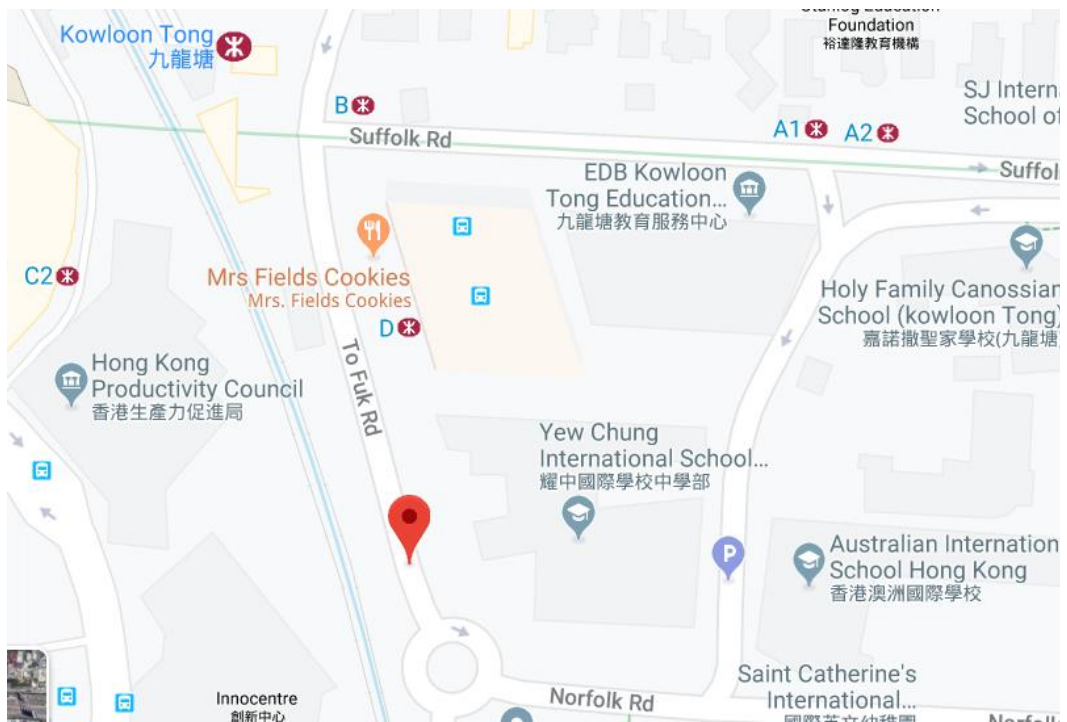 Foundation
裕達隆教育機構
Kowloon Tong
九龍塘
SJ Intern
School of
B
Suffolk Rd
A1
A2
Suffol
EDB Kowloon
Tong Education...
九龍塘教育服務中心
C2
Mrs Fields Cookies
Mrs. Fields Cookies
D
Holy Family Canossian
School (kowloon Tong)
嘉諾撒聖家學校(九龍塘
Hong Kong
Productivity Council
香港生產力促進局
To Fuk Rd
Yew Chung
International School...
耀中國際學校中學部
P
Australian Internation
School Hong Kong
香港澳洲國際學校
Saint Catherine's
International...
Innocentre
創新中心
Norfolk Rd